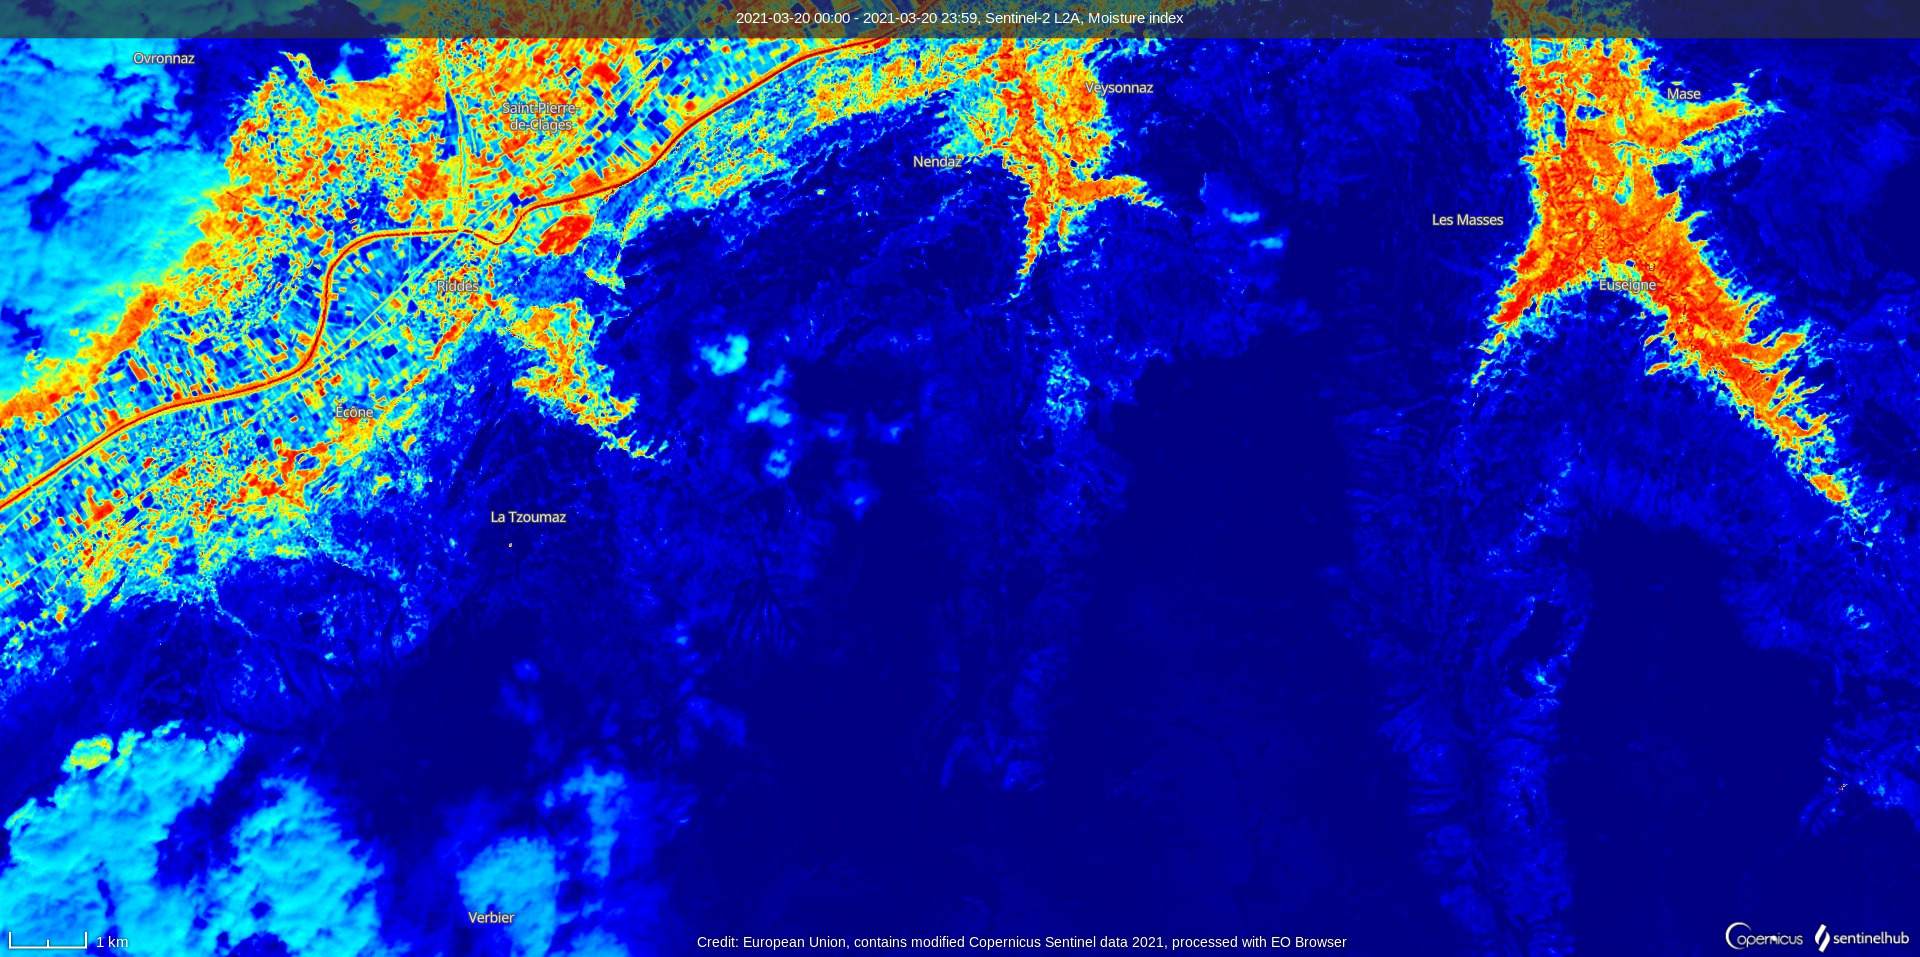 2021-03-20 00:00 - 2021-03-20 23:59, Sentinel-2 L2A, Moisture index
Ovronnaz
Veysonnaz
Mase
Saint-Pierre-
de-Clages
Nendaz
Les Masses
Riddes
Euseigne
Écône
La Tzoumaz
Verbier
1 km
Credit: European Union, contains modified Copernicus Sentinel data 2021, processed with EO Browser
Copernicus
sentinelhub